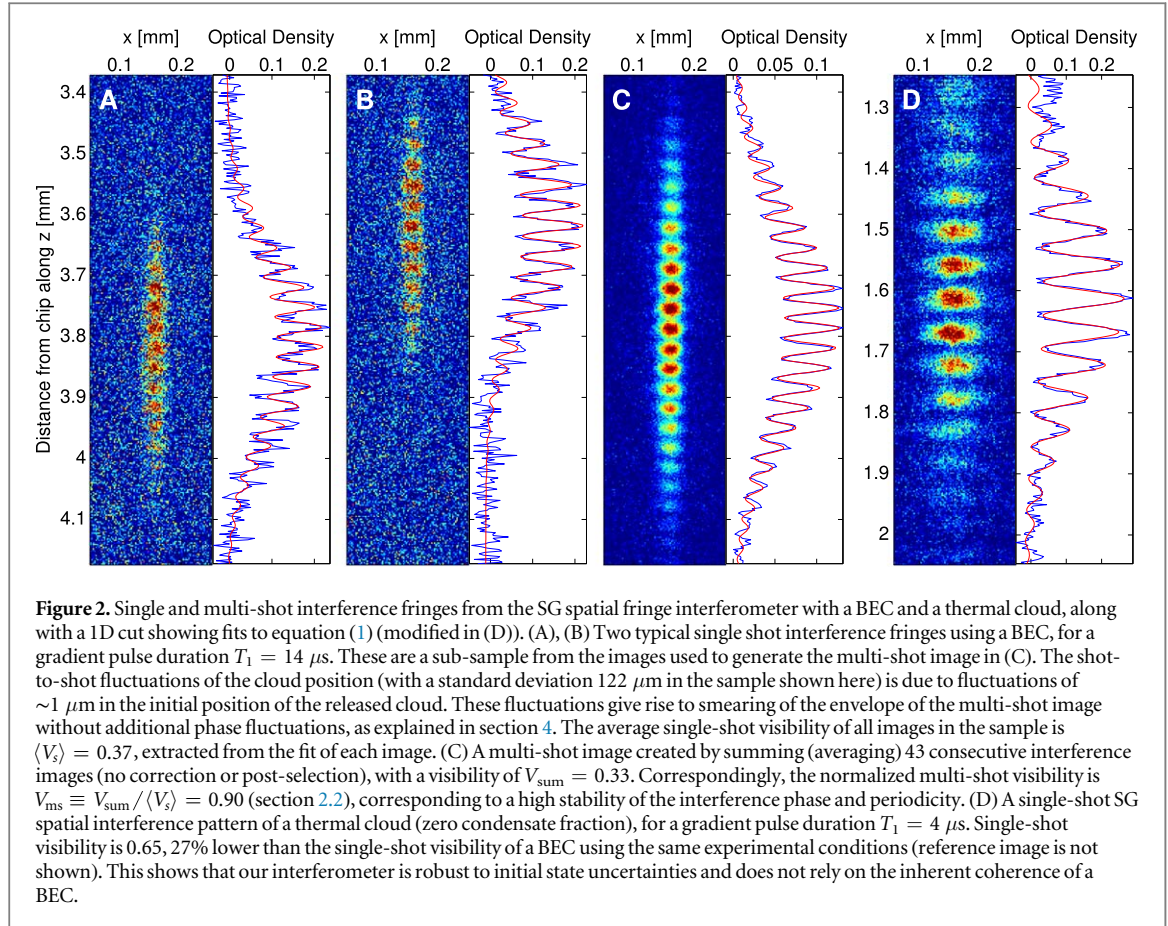 x [mm] Optical Density x [mm] Optical Density x [mm] Optical Density x [mm] Optical Density
0.1 0.2 0 0.1 0.2 0.1 0.2 0 0.1 0.2 0.1 0.2 0 0.05 0.1 0.1 0.2 0 0.1 0.2
A B C D
Distance from chip along z [mm]
3.4
3.5
3.6
3.7
3.8
3.9
4
4.1
1.3
1.4
1.5
1.6
1.7
1.8
1.9
2
Figure 2. Single and multi-shot interference fringes from the SG spatial fringe interferometer with a BEC and a thermal cloud, along
with a 1D cut showing fits to equation (1) (modified in (D)). (A), (B) Two typical single shot interference fringes using a BEC, for a
gradient pulse duration T₁ = 14 μs. These are a sub-sample from the images used to generate the multi-shot image in (C). The shot-
to-shot fluctuations of the cloud position (with a standard deviation 122 μm in the sample shown here) is due to fluctuations of
∼1 μm in the initial position of the released cloud. These fluctuations give rise to smearing of the envelope of the multi-shot image
without additional phase fluctuations, as explained in section 4. The average single-shot visibility of all images in the sample is
⟨Vₛ⟩ = 0.37, extracted from the fit of each image. (C) A multi-shot image created by summing (averaging) 43 consecutive interference
images (no correction or post-selection), with a visibility of V_sum = 0.33. Correspondingly, the normalized multi-shot visibility is
V_ms ≡ V_sum/⟨Vₛ⟩ = 0.90 (section 2.2), corresponding to a high stability of the interference phase and periodicity. (D) A single-shot SG
spatial interference pattern of a thermal cloud (zero condensate fraction), for a gradient pulse duration T₁ = 4 μs. Single-shot
visibility is 0.65, 27% lower than the single-shot visibility of a BEC using the same experimental conditions (reference image is not
shown). This shows that our interferometer is robust to initial state uncertainties and does not rely on the inherent coherence of a
BEC.